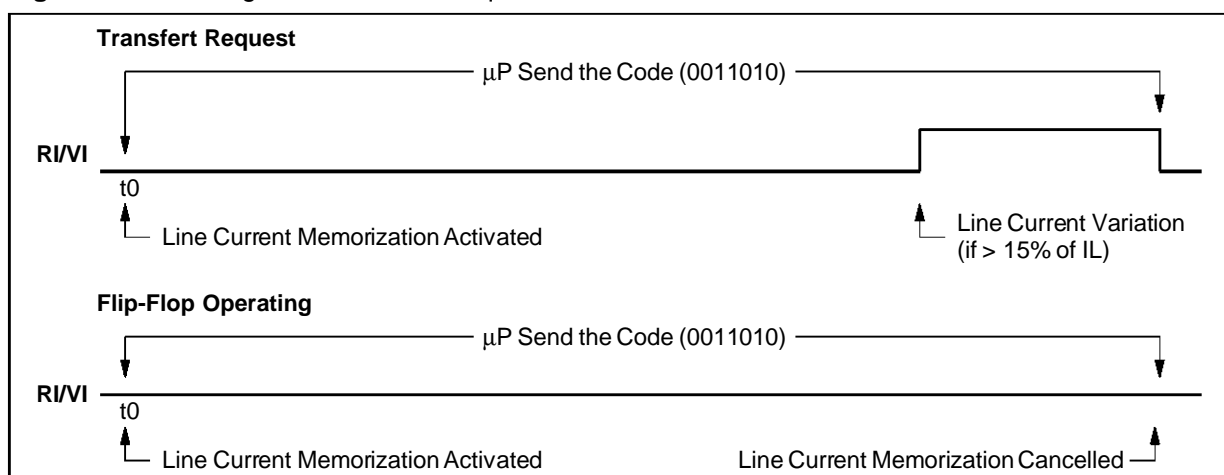 Transfert Request
μP Send the Code (0011010)
RI/VI
t0
Line Current Memorization Activated
Line Current Variation
(if > 15% of IL)
Flip-Flop Operating
μP Send the Code (0011010)
RI/VI
t0
Line Current Memorization Activated
Line Current Memorization Cancelled